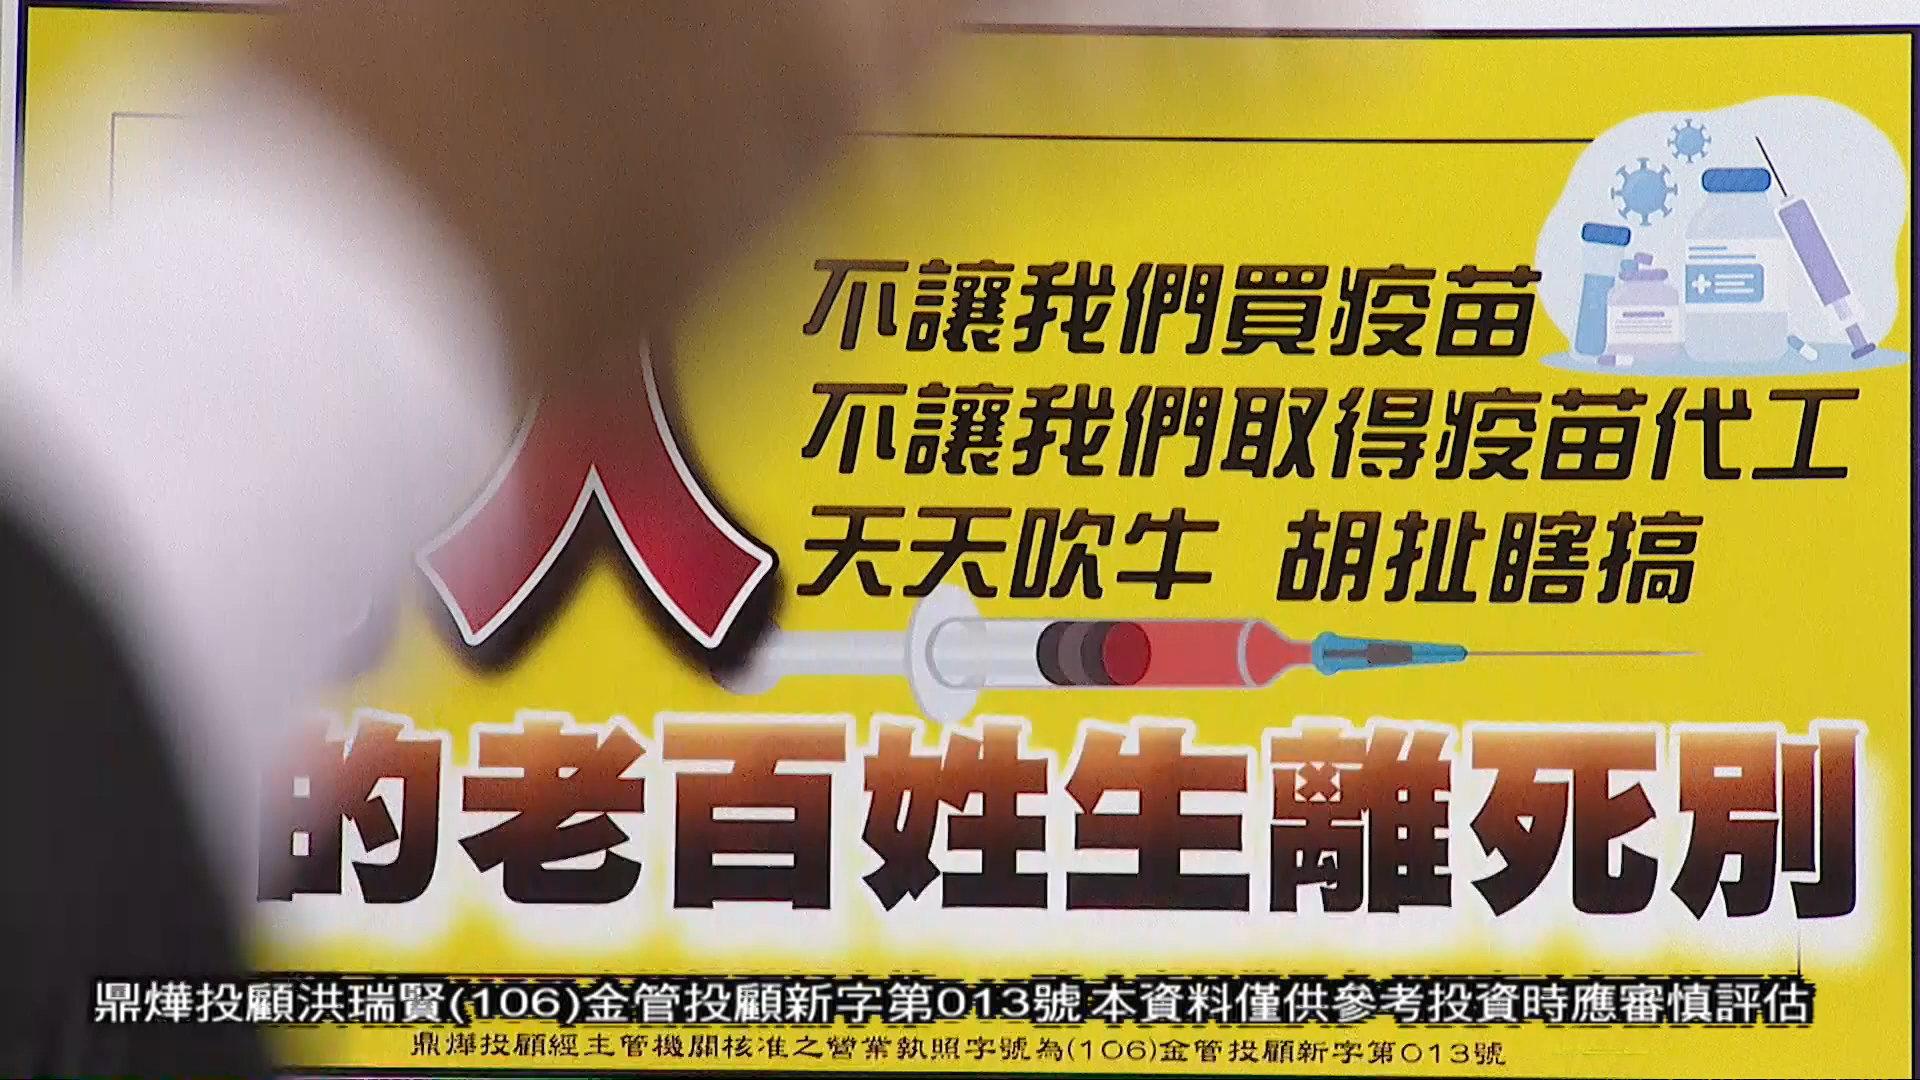 不讓我們買疫苗
不讓我們取得疫苗代工
天天吹牛 胡扯瞎搞
人
的老百姓生離死別
鼎燁投顧洪瑞賢(106)金管投顧新字第013號 本資料僅供參考投資時應審慎評估
鼎燁投顧經主管機關核准之營業執照字號為(106)金管投顧新字第013號